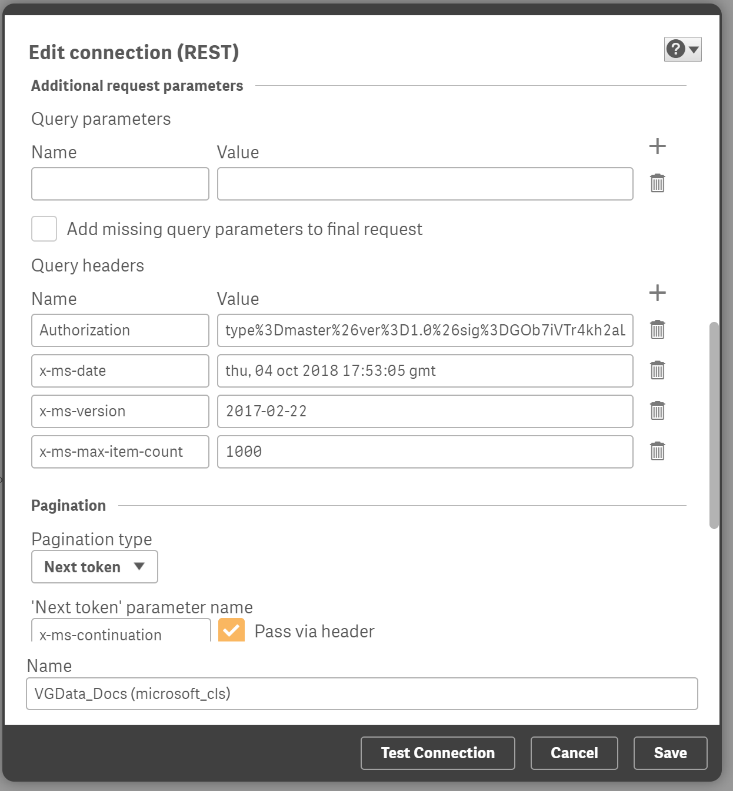 Edit connection (REST)
?
Additional request parameters
Query parameters
Name Value
Add missing query parameters to final request
Query headers
Name Value
Authorization type%3Dmaster%26ver%3D1.0%26sig%3DGOb7iVTr4kh2aL
x-ms-date thu, 04 oct 2018 17:53:05 gmt
x-ms-version 2017-02-22
x-ms-max-item-count 1000
Pagination
Pagination type
Next token
'Next token' parameter name
x-ms-continuation Pass via header
Name
VGData_Docs (microsoft_cls)
Test Connection Cancel Save